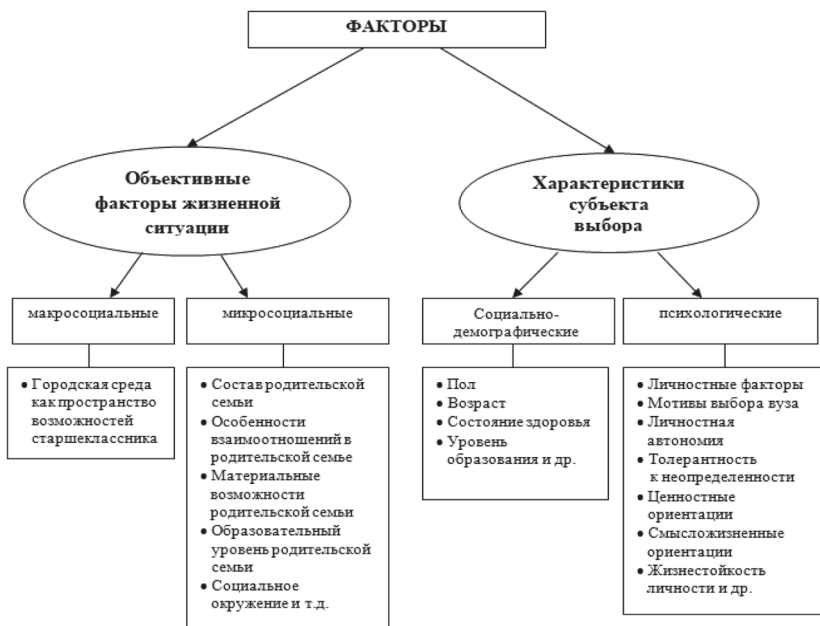 ФАКТОРЫ
Объективные
факторы жизненной
ситуации
Характеристики
субъекта
выбора
макросоциальные
микросоциальные
Социально-
демографические
психологические
• Городская среда
как пространство
возможностей
старшеклассника
• Состав родительской
семьи
• Особенности
взаимоотношений в
родительской семье
• Материальные
возможности
родительской семьи
• Образовательный
уровень родительской
семьи
• Социальное
окружение и т.д.
• Пол
• Возраст
• Состояние здоровья
• Уровень
образования и др.
• Личностные факторы
• Мотивы выбора вуза
• Личностная
автономия
• Толерантность
к неопределенности
• Ценностные
ориентации
• Смысложизненные
ориентации
• Жизнестойкость
личности и др.